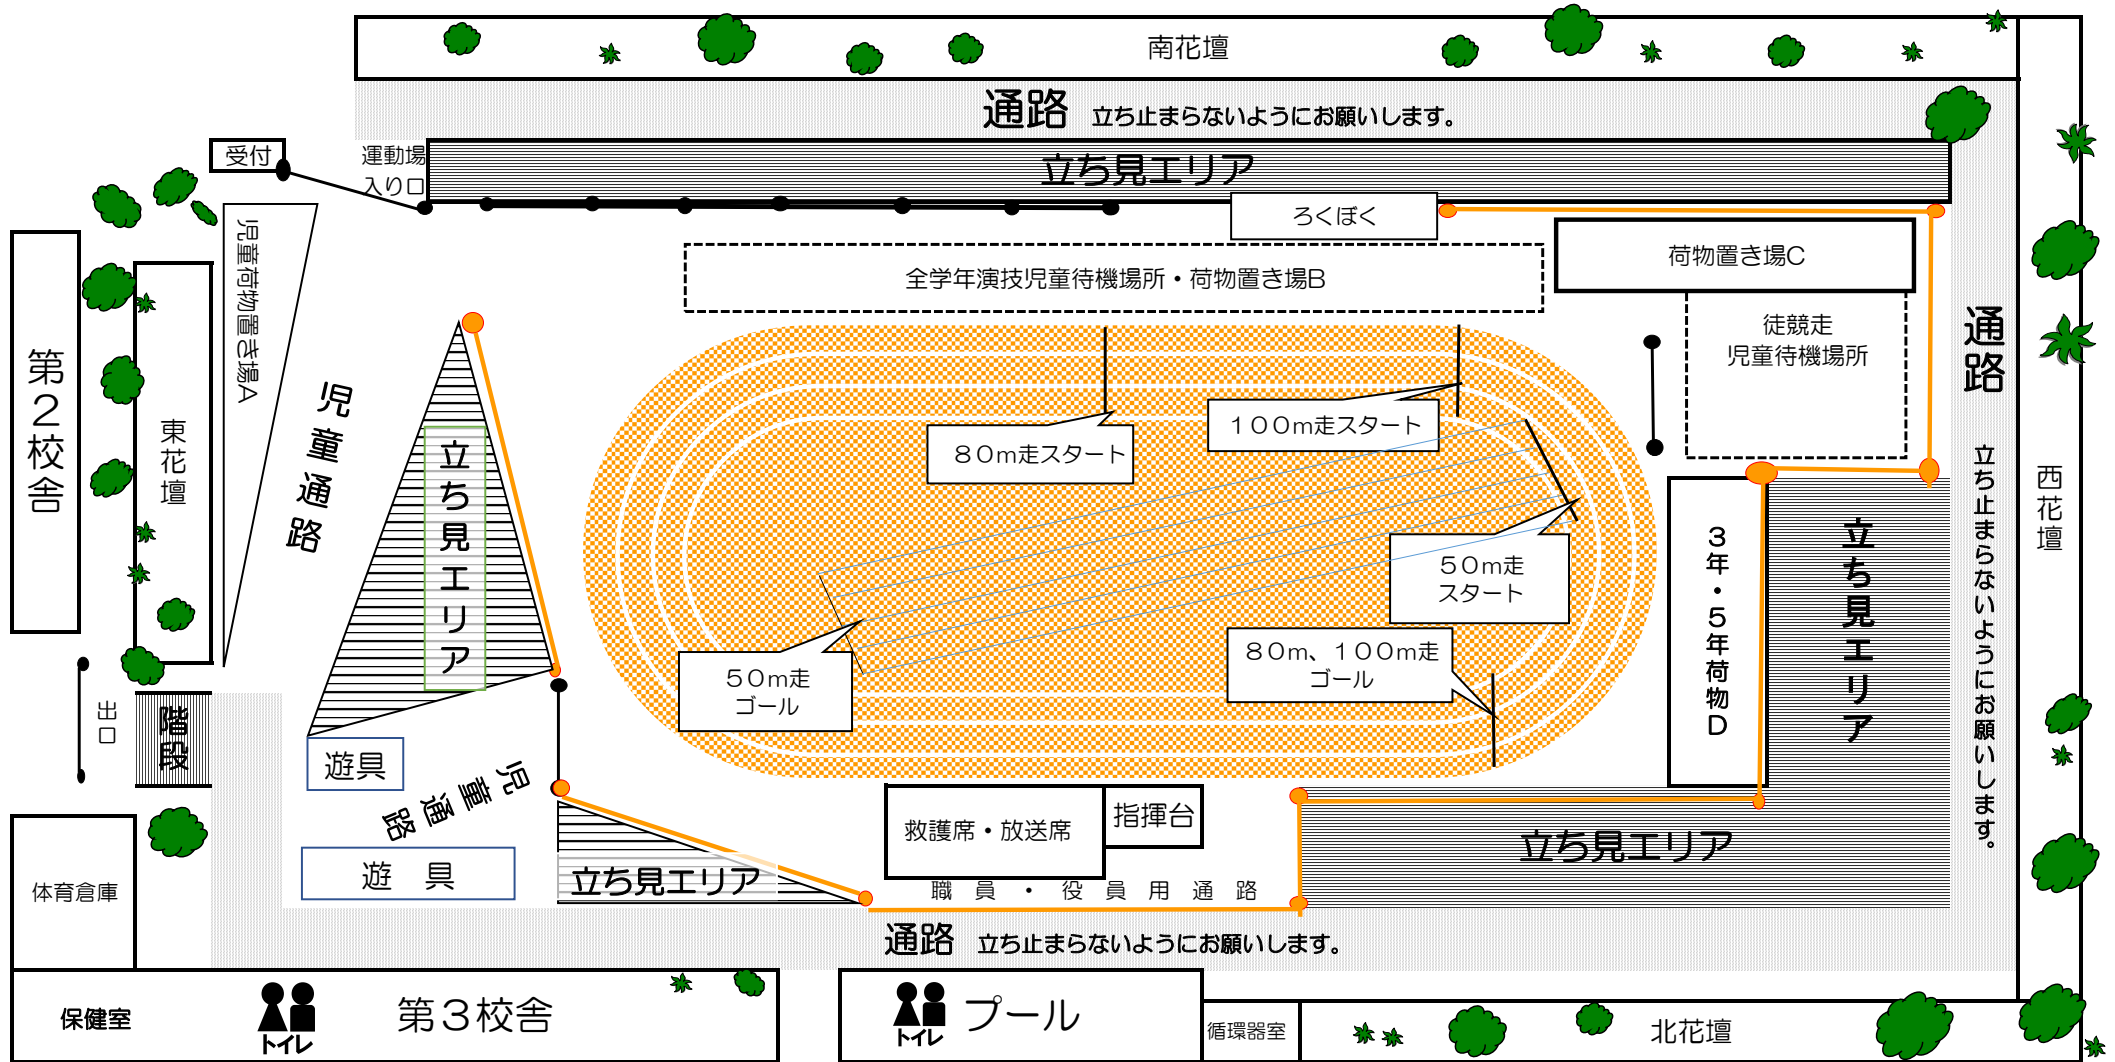 南花壇
通路 立ち止まらないようにお願いします。
受付
運動場
入り口
立ち見エリア
ろくぼく
児童荷物置き場A
全学年演技児童待機場所・荷物置き場B
荷物置き場C
徒競走
児童待機場所
通路 立ち止まらないようにお願いします。
西花壇
第2校舎
東花壇
児童通路
立ち見エリア
80m走スタート
100m走スタート
50m走
スタート
50m走
ゴール
80m、100m走
ゴール
3年・5年荷物D
立ち見エリア
出口
階段
遊具
児童通路
遊 具
立ち見エリア
救護席・放送席
指揮台
職員・役員用通路
立ち見エリア
体育倉庫
通路 立ち止まらないようにお願いします。
保健室
トイレ
第3校舎
トイレ
プール
循環器室
北花壇